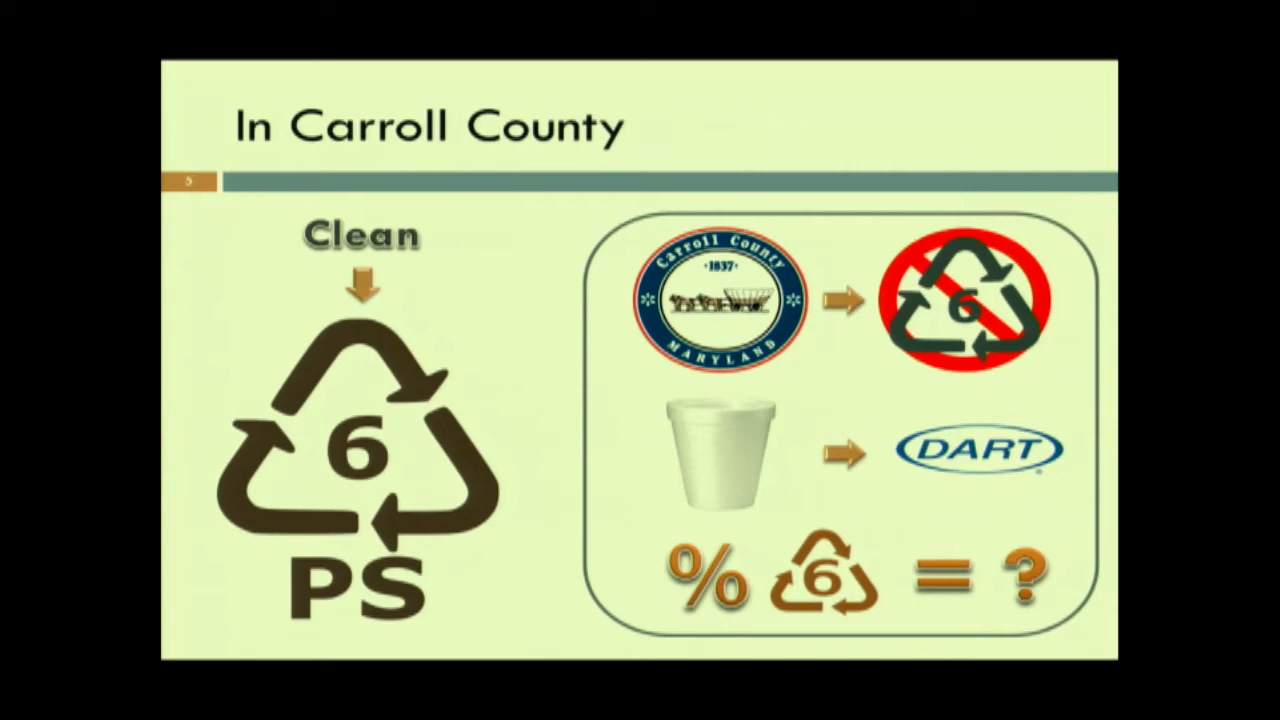 In Carroll County
5
Clean
6
PS
Carroll County
·1837·
MARYLAND
6
DART
% 6 = ?